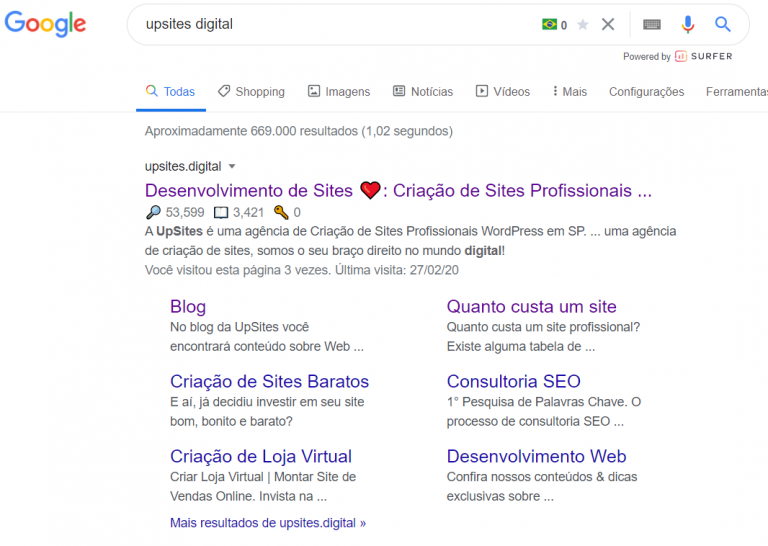 Google
upsites digital
0
Powered by SURFER
Todas Shopping Imagens Notícias Vídeos Mais Configurações Ferramentas
Aproximadamente 669.000 resultados (1,02 segundos)
upsites.digital
Desenvolvimento de Sites ❤️: Criação de Sites Profissionais ...
53,599 3,421 0
A UpSites é uma agência de Criação de Sites Profissionais WordPress em SP. ... uma agência
de criação de sites, somos o seu braço direito no mundo digital!
Você visitou esta página 3 vezes. Última visita: 27/02/20
Blog
No blog da UpSites você
encontrará conteúdo sobre Web ...
Quanto custa um site
Quanto custa um site profissional?
Existe alguma tabela de ...
Criação de Sites Baratos
E aí, já decidiu investir em seu site
bom, bonito e barato?
Consultoria SEO
1° Pesquisa de Palavras Chave. O
processo de consultoria SEO ...
Criação de Loja Virtual
Criar Loja Virtual | Montar Site de
Vendas Online. Invista na ...
Desenvolvimento Web
Confira nossos conteúdos & dicas
exclusivas sobre ...
Mais resultados de upsites.digital »